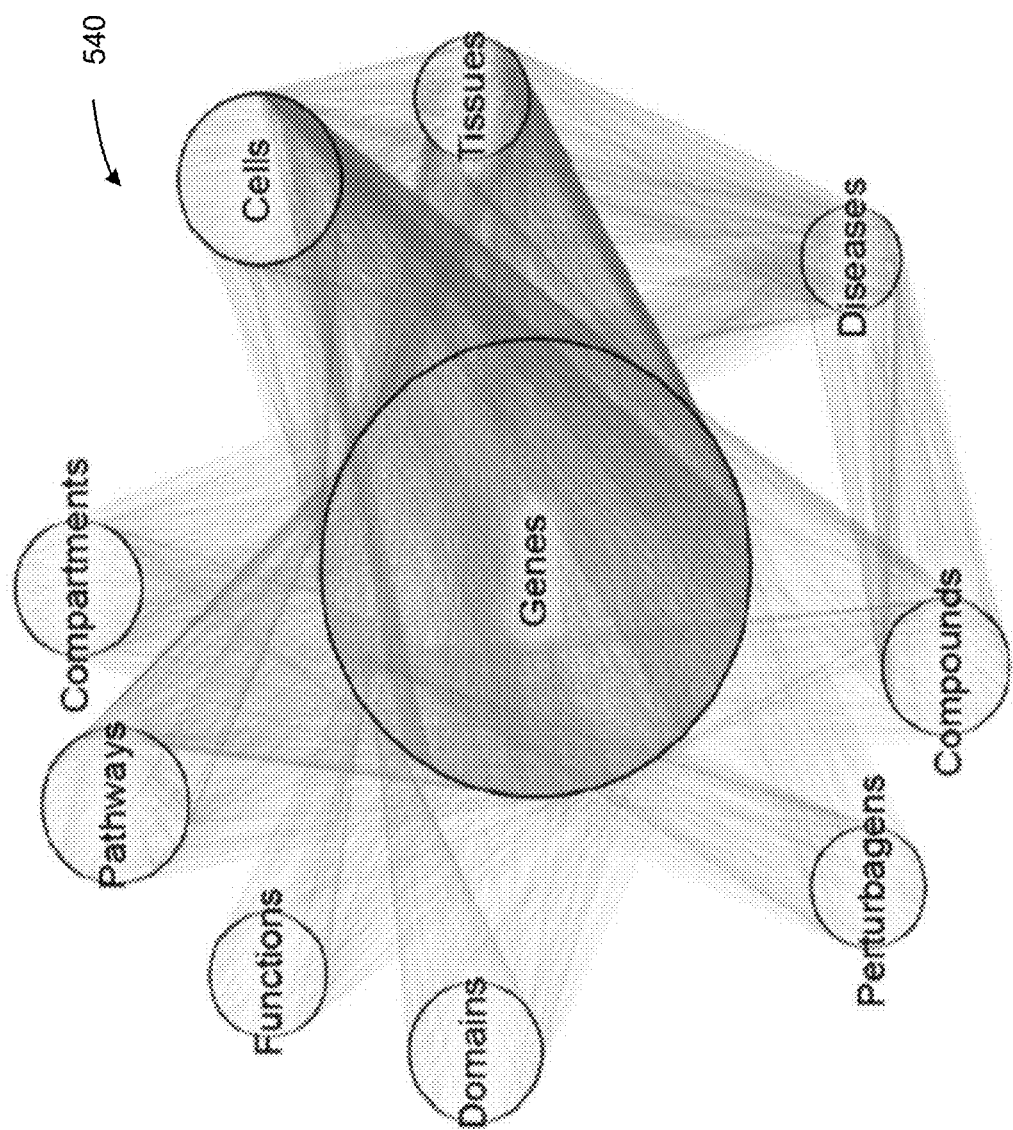 540
Cells
Tissues
Compartments
Pathways
Genes
Diseases
Functions
Domains
Compounds
Perturbagens